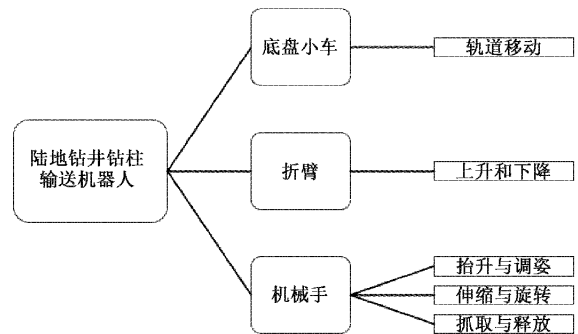 底盘小车
轨道移动
陆地钻井钻柱
输送机器人
折臂
上升和下降
机械手
抬升与调姿
伸缩与旋转
抓取与释放